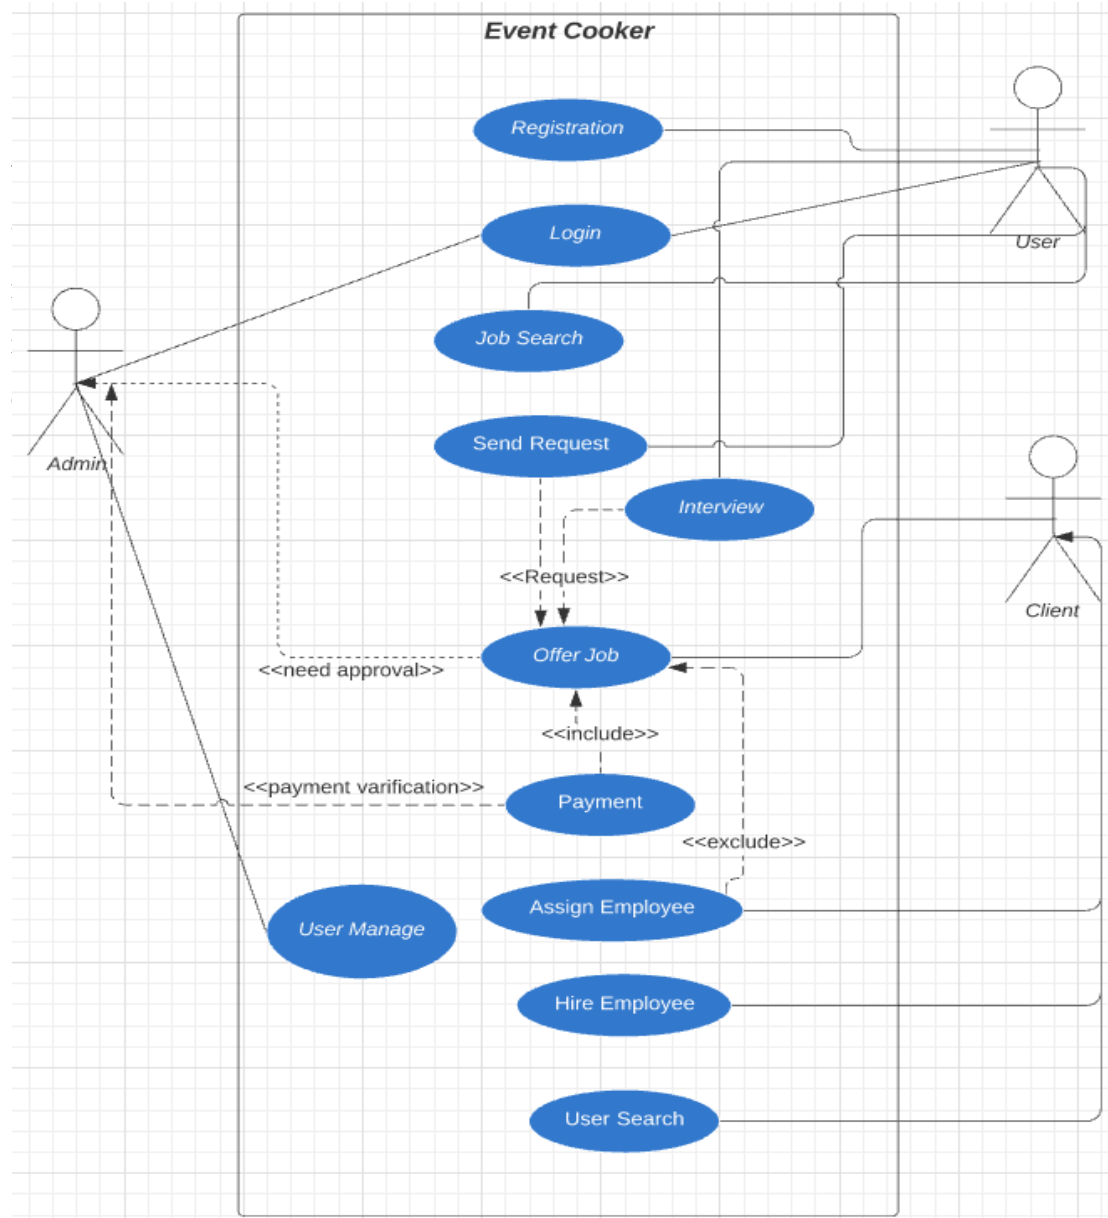 Event Cooker
Registration
User
Login
Job Search
Admin
Send Request
Interview
<<Request>>
Client
Offer Job
<<need approval>>
<<include>>
<<payment varification>>
Payment
<<exclude>>
Assign Employee
User Manage
Hire Employee
User Search